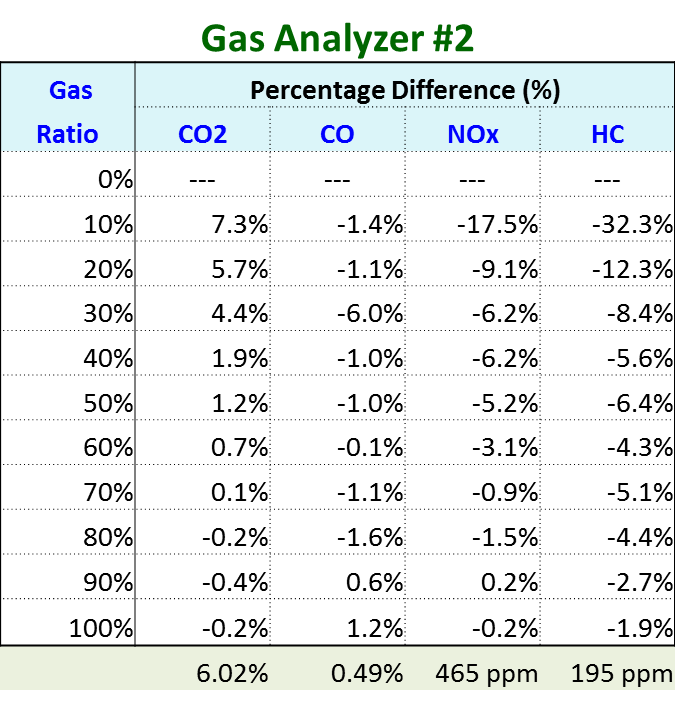 Gas Analyzer #2
Gas Percentage Difference (%)
Ratio CO2 CO NOx HC
0% --- --- --- ---
10% 7.3% -1.4% -17.5% -32.3%
20% 5.7% -1.1% -9.1% -12.3%
30% 4.4% -6.0% -6.2% -8.4%
40% 1.9% -1.0% -6.2% -5.6%
50% 1.2% -1.0% -5.2% -6.4%
60% 0.7% -0.1% -3.1% -4.3%
70% 0.1% -1.1% -0.9% -5.1%
80% -0.2% -1.6% -1.5% -4.4%
90% -0.4% 0.6% 0.2% -2.7%
100% -0.2% 1.2% -0.2% -1.9%
6.02% 0.49% 465 ppm 195 ppm